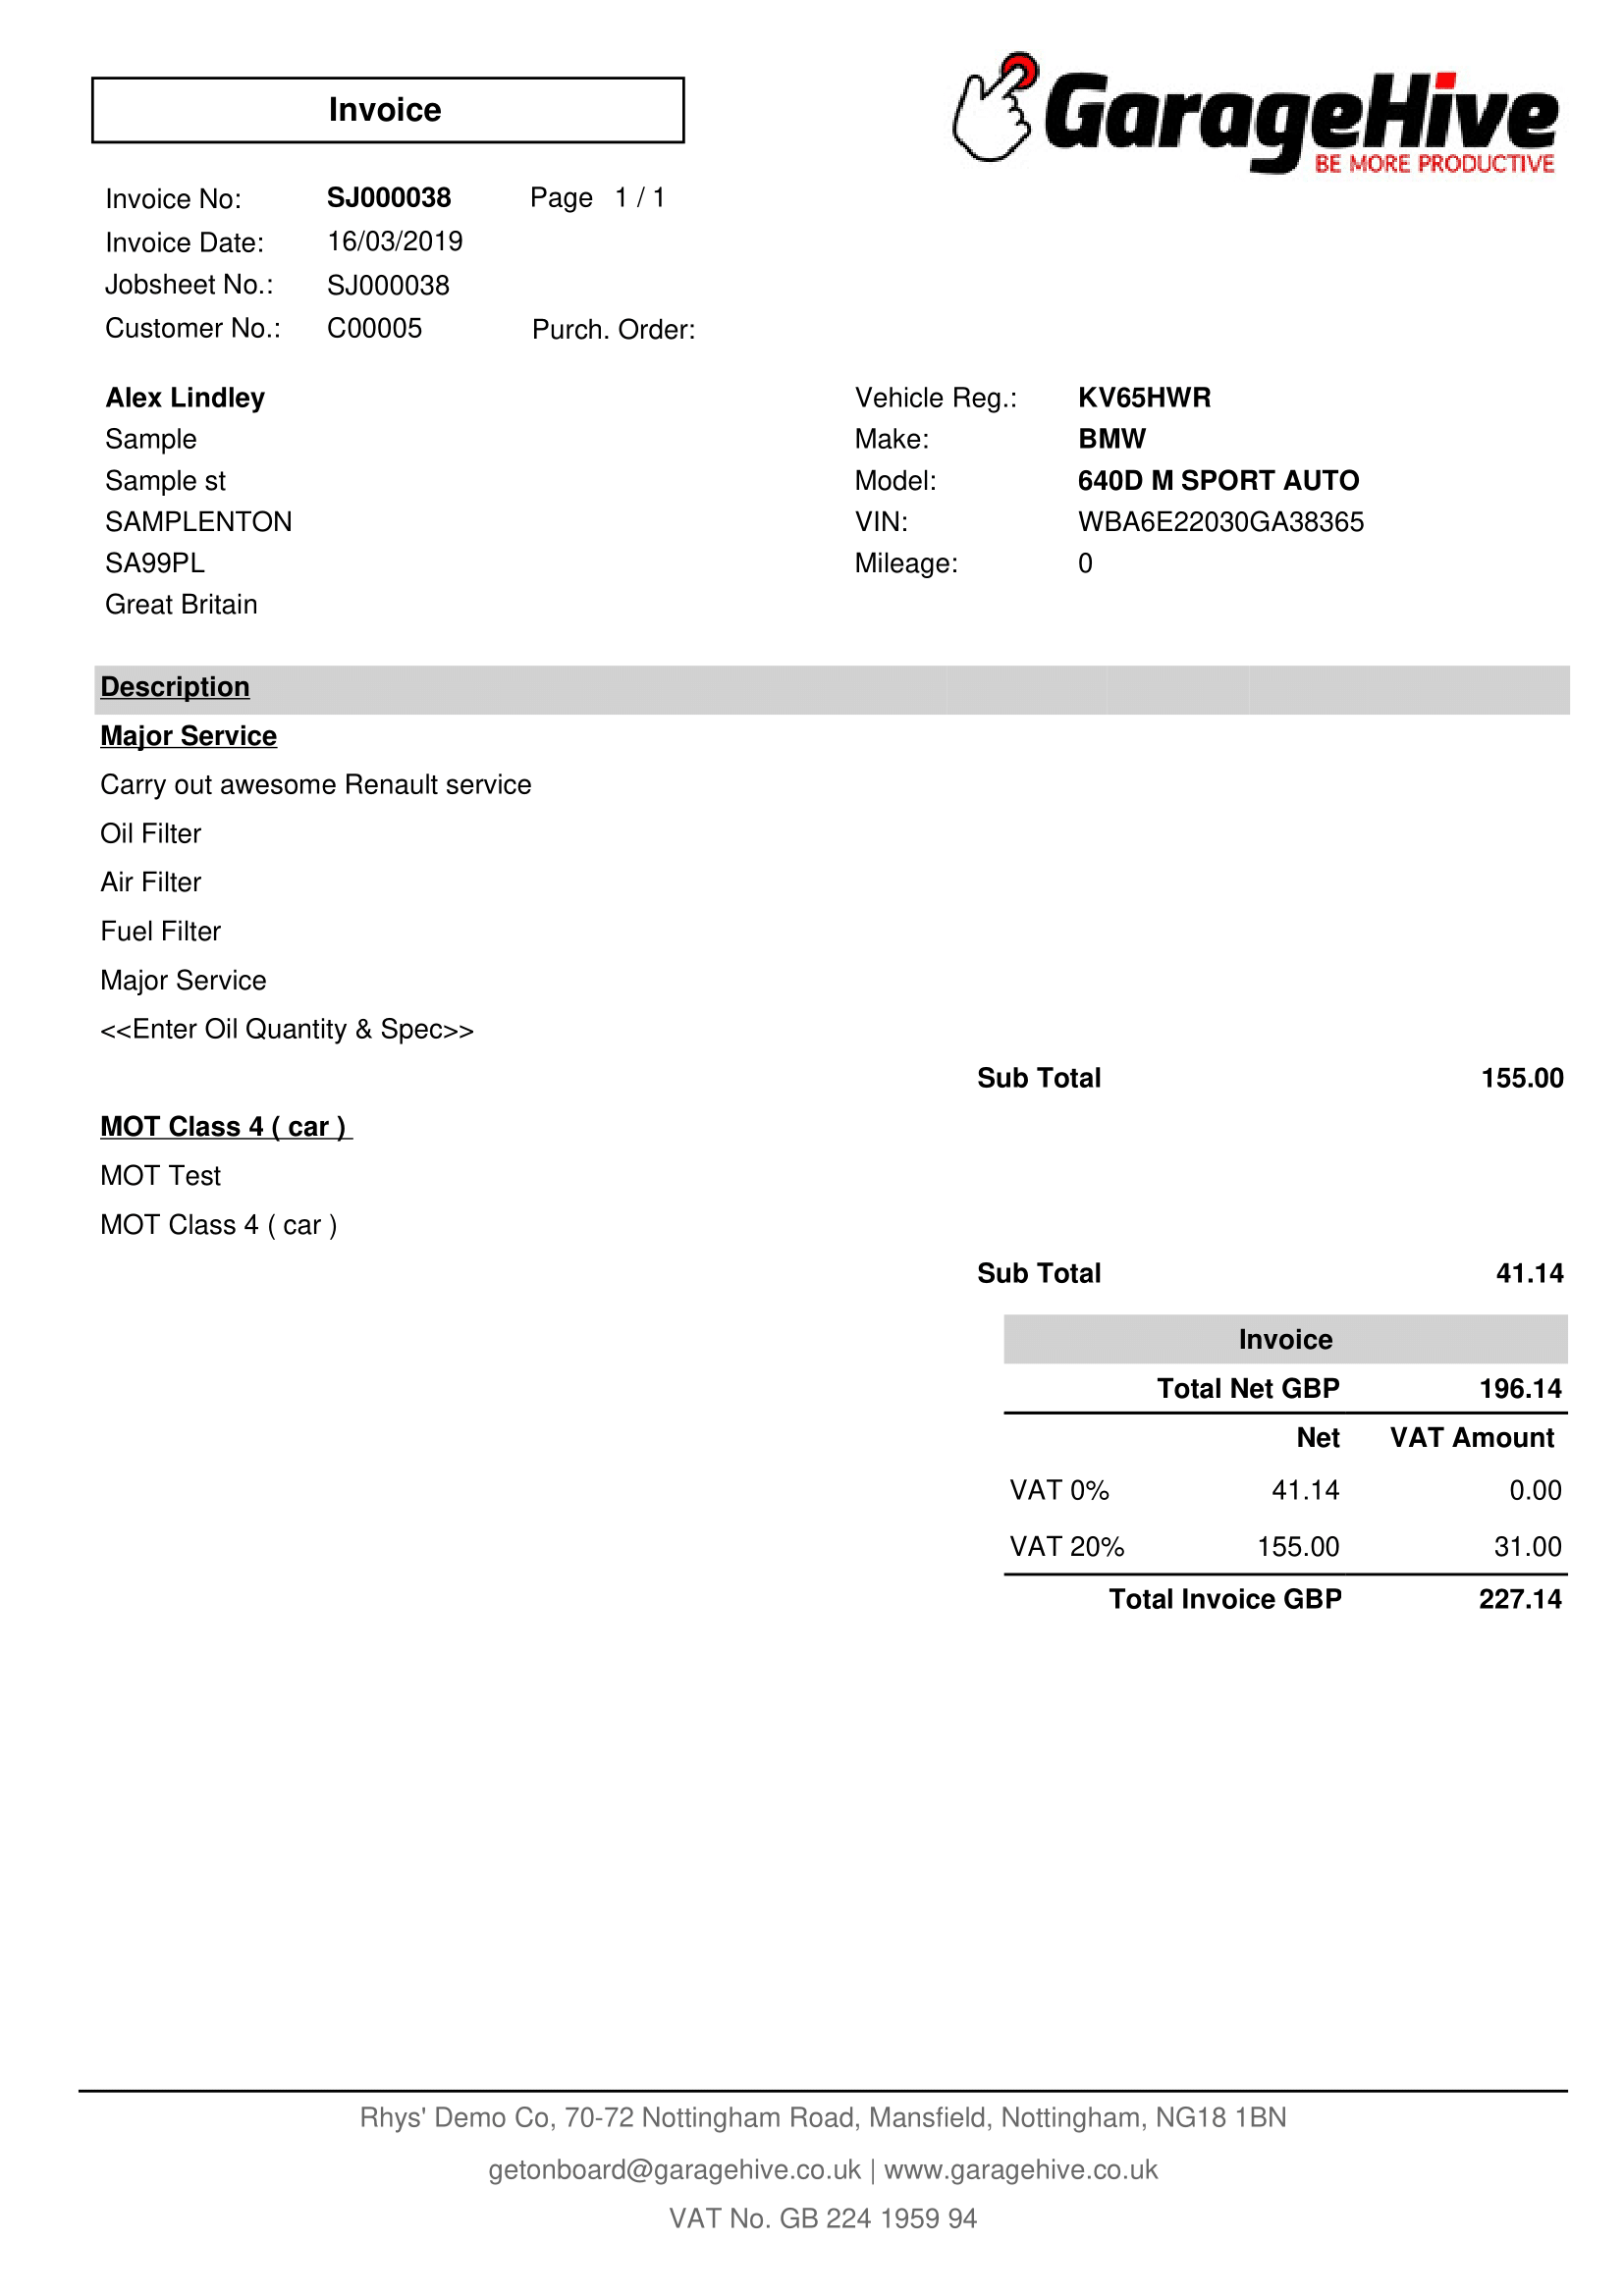 Invoice
GarageHive
BE MORE PRODUCTIVE
Invoice No: SJ000038 Page 1 / 1
Invoice Date: 16/03/2019
Jobsheet No.: SJ000038
Customer No.: C00005 Purch. Order:
Alex Lindley Vehicle Reg.: KV65HWR
Sample Make: BMW
Sample st Model: 640D M SPORT AUTO
SAMPLENTON VIN: WBA6E22030GA38365
SA99PL Mileage: 0
Great Britain
Description
Major Service
Carry out awesome Renault service
Oil Filter
Air Filter
Fuel Filter
Major Service
<<Enter Oil Quantity & Spec>>
Sub Total 155.00
MOT Class 4 ( car )
MOT Test
MOT Class 4 ( car )
Sub Total 41.14
Invoice
Total Net GBP 196.14
Net VAT Amount
VAT 0% 41.14 0.00
VAT 20% 155.00 31.00
Total Invoice GBP 227.14
Rhys' Demo Co, 70-72 Nottingham Road, Mansfield, Nottingham, NG18 1BN
getonboard@garagehive.co.uk | www.garagehive.co.uk
VAT No. GB 224 1959 94